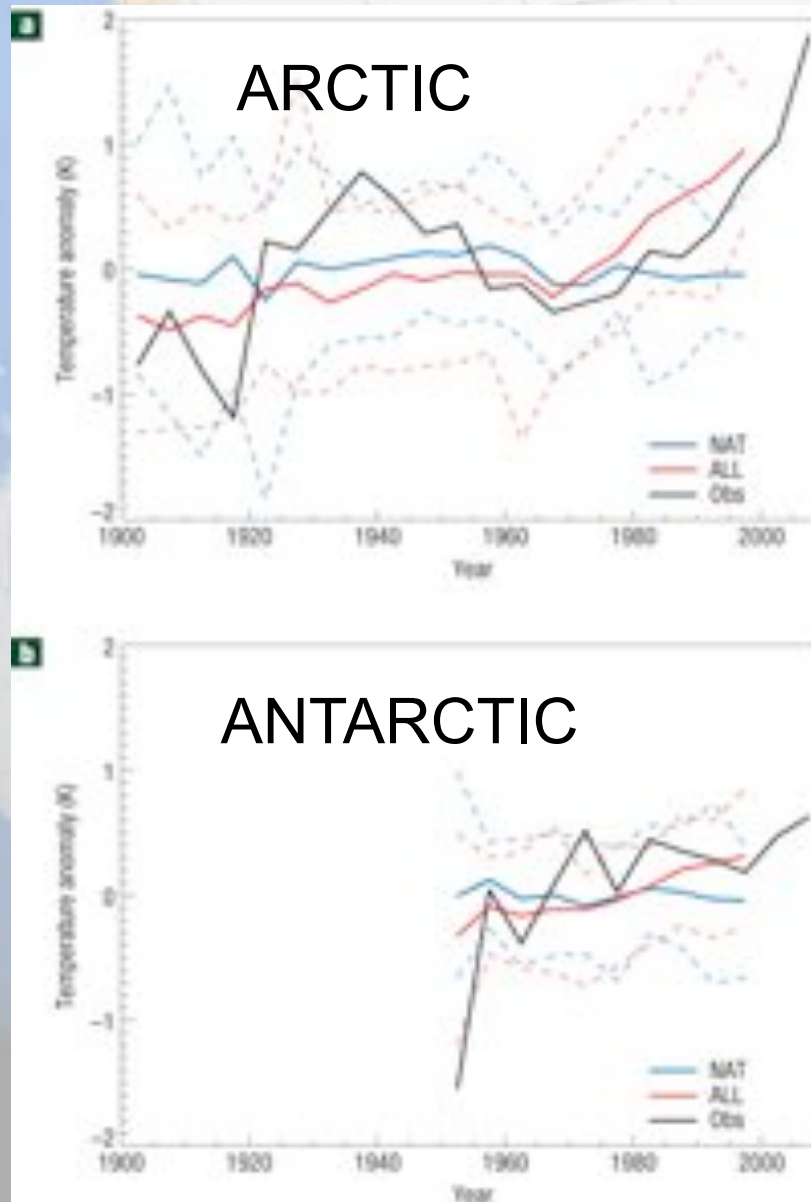 a
ARCTIC
2
1
0
−1
−2
Temperature anomaly (K)
NAT
ALL
Obs
1900 1920 1940 1960 1980 2000
Year
ANTARCTIC
2
1
0
−1
−2
Temperature anomaly (K)
NAT
ALL
Obs
1900 1920 1940 1960 1980 2000
Year